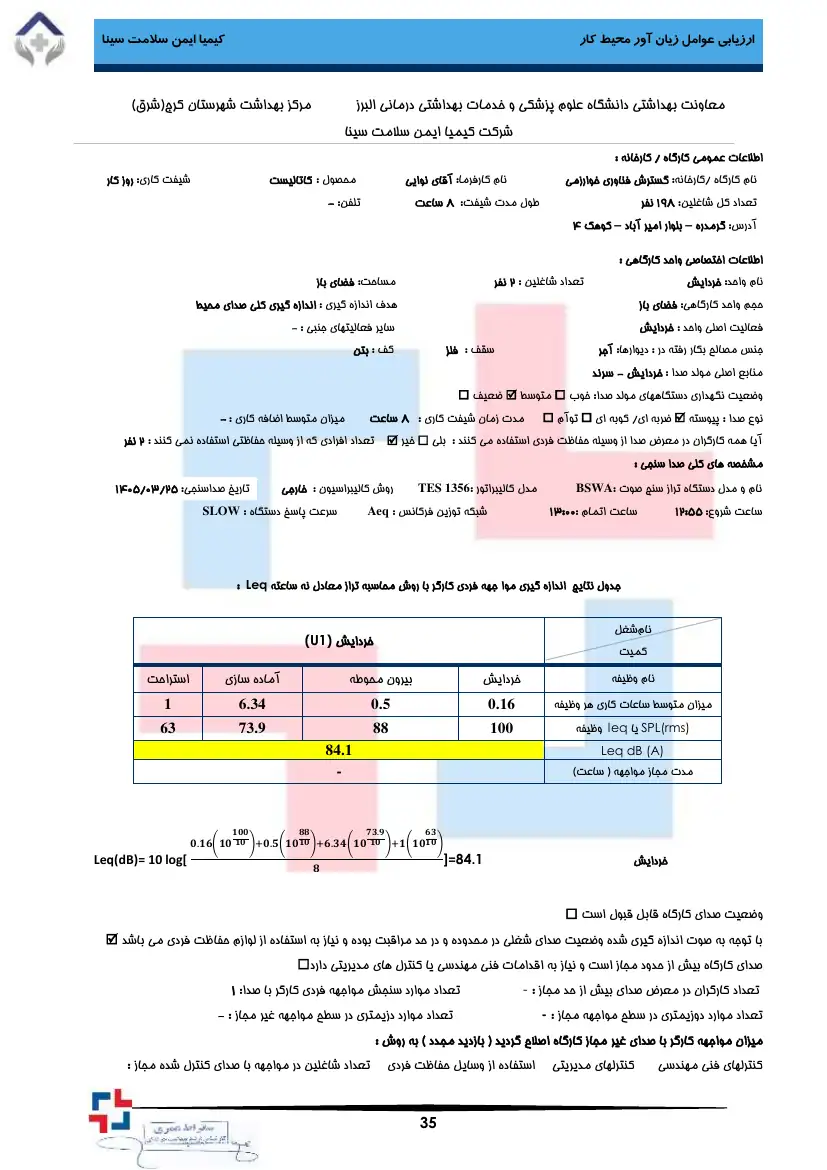 ارزیابی عوامل زیان آور محیط کار کیمیا ایمن سلامت سینا
معاونت بهداشتی دانشگاه علوم پزشکی و خدمات بهداشتی درمانی البرز مرکز بهداشت شهرستان کرج(شرق)
شرکت کیمیا ایمن سلامت سینا
اطلاعات عمومی کارگاه / کارخانه :
نام کارگاه /کارخانه: گسترش فناوری خوارزمی نام کارفرما: آقای نوایی محصول : کاتالیست شیفت کاری: روز کار
تعداد کل شاغلین: ۱۹۸ نفر طول مدت شیفت: ۸ ساعت تلفن: -
آدرس: گرمدره – بلوار امیر آباد – کوهک ۴
اطلاعات اختصاصی واحد کارگاهی :
نام واحد: خردایش تعداد شاغلین : ۲ نفر مساحت: فضای باز
حجم واحد کارگاهی: فضای باز هدف اندازه گیری : اندازه گیری کلی صدای محیط
فعالیت اصلی واحد : خردایش سایر فعالیتهای جنبی : -
جنس مصالح بکار رفته در : دیوارها: آجر سقف : فلز کف : بتن
منابع اصلی مولد صدا : خردایش - سرند
وضعیت نگهداری دستگاههای مولد صدا: خوب ☐ متوسط ☑ ضعیف ☐
نوع صدا : پیوسته ☑ ضربه ای/ کوبه ای ☐ توآم ☐ مدت زمان شیفت کاری : ۸ ساعت میزان متوسط اضافه کاری : -
آیا همه کارگران در معرض صدا از وسیله حفاظت فردی استفاده می کنند : بلی ☐ خیر ☑ تعداد افرادی که از وسیله حفاظتی استفاده نمی کنند : ۲ نفر
مشخصه های کلی صدا سنجی :
نام و مدل دستگاه تراز سنج صوت :BSWA مدل کالیبراتور :TES 1356 روش کالیبراسیون : خارجی تاریخ صداسنجی: ۱۴۰۵/۰۳/۲۵
ساعت شروع: ۱۲:۵۵ ساعت اتمام :۱۳:۰۰ شبکه توزین فرکانس : Aeq سرعت پاسخ دستگاه : SLOW
جدول نتایج اندازه گیری موا جهه فردی کارگر با روش محاسبه تراز معادل نه ساعته Leq :
نام‌شغل
کمیت
خردایش (U1)
نام وظیفه خردایش بیرون محوطه آماده سازی استراحت
میزان متوسط ساعات کاری هر وظیفه 0.16 0.5 6.34 1
SPL(rms) یا leq وظیفه 100 88 73.9 63
Leq dB (A) 84.1
مدت مجاز مواجهه ( ساعت) -
خردایش Leq(dB)= 10 log[ 0.16(10^100/10)+0.5(10^88/10)+6.34(10^73.9/10)+1(10^63/10) / 8 ]=84.1
وضعیت صدای کارگاه قابل قبول است ☐
با توجه به صوت اندازه گیری شده وضعیت صدای شغلی در محدوده و در حد مراقبت بوده و نیاز به استفاده از لوازم حفاظت فردی می باشد ☑
صدای کارگاه بیش از حدود مجاز است و نیاز به اقدامات فنی مهندسی یا کنترل های مدیریتی دارد☐
تعداد کارگران در معرض صدای بیش از حد مجاز : - تعداد موارد سنجش مواجهه فردی کارگر با صدا: ۱
تعداد موارد دوزیمتری در سطح مواجهه مجاز : - تعداد موارد دزیمتری در سطح مواجهه غیر مجاز : -
میزان مواجهه کارگر با صدای غیر مجاز کارگاه اصلاح گردید ( بازدید مجدد ) به روش :
کنترلهای فنی مهندسی کنترلهای مدیریتی استفاده از وسایل حفاظت فردی تعداد شاغلین در مواجهه با صدای کنترل شده مجاز :
35